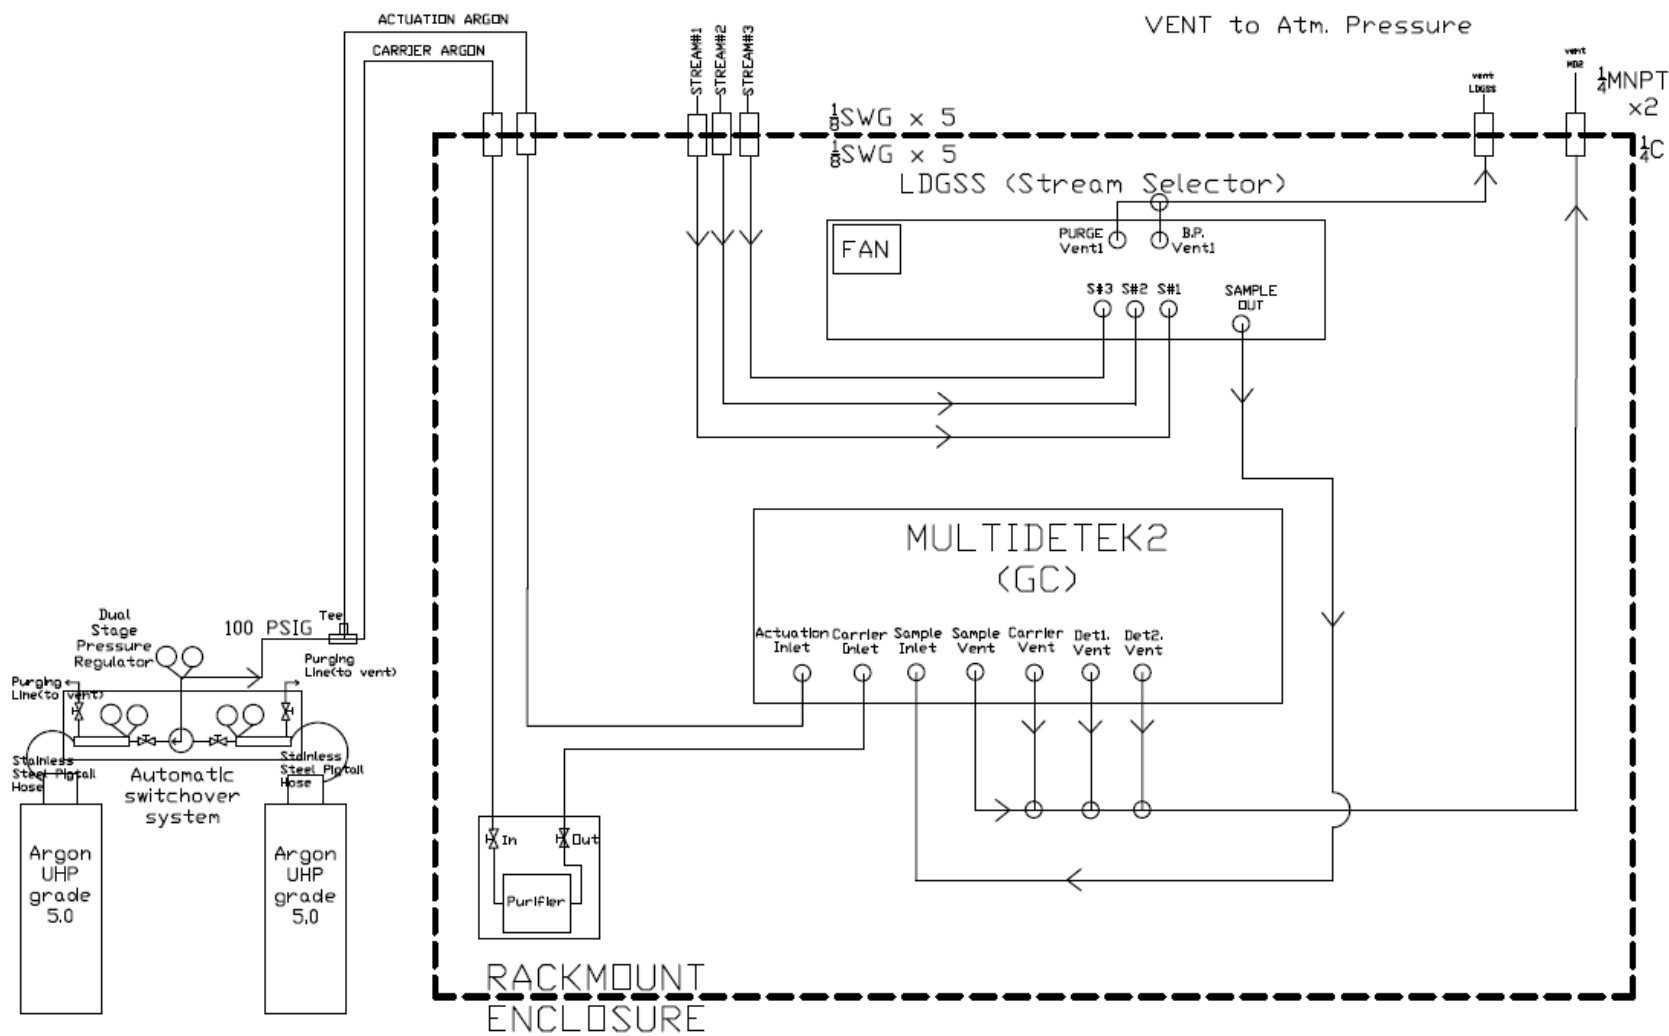 ACTUATION ARGON
CARRIER ARGON
STREAM#1
STREAM#2
STREAM#3
VENT to Atm. Pressure
vent
LDGSS
vent
MD2
1/4MNPT
x2
1/4C
1/8SWG x 5
1/8SWG x 5
LDGSS (Stream Selector)
FAN
PURGE
Vent1
B.P.
Vent1
S#3
S#2
S#1
SAMPLE
OUT
MULTIDETEK2
(GC)
Actuation
Inlet
Carrier
Inlet
Sample
Inlet
Sample
Vent
Carrier
Vent
Det1.
Vent
Det2.
Vent
Dual
Stage
Pressure
Regulator
100 PSIG
Tee
Purging
Line(to vent)
Purging
Line(to vent)
Stainless
Steel Pigtail
Hose
Stainless
Steel Pigtail
Hose
Automatic
switchover
system
Argon
UHP
grade
5.0
Argon
UHP
grade
5.0
In
Out
Purifier
RACKMOUNT
ENCLOSURE